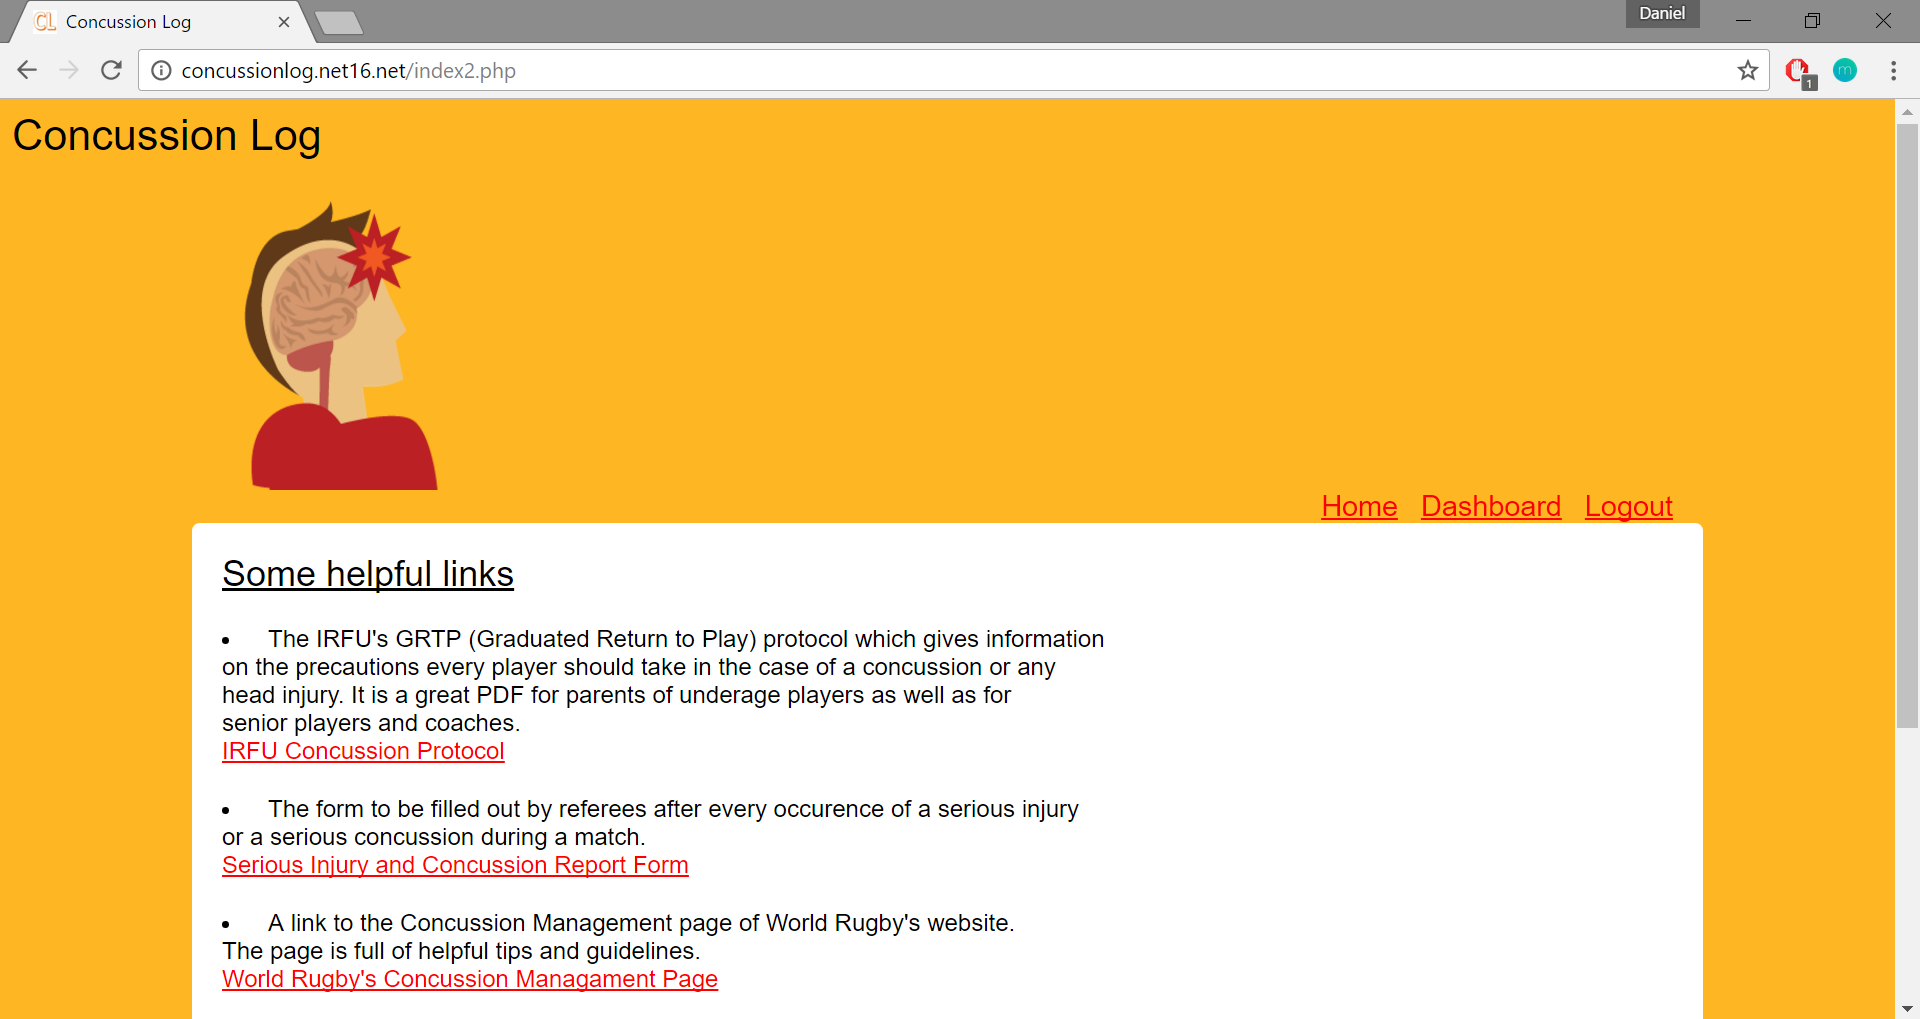 CL Concussion Log
Daniel
concussionlog.net16.net/index2.php
1
m
Concussion Log
Home Dashboard Logout
Some helpful links
• The IRFU's GRTP (Graduated Return to Play) protocol which gives information
on the precautions every player should take in the case of a concussion or any
head injury. It is a great PDF for parents of underage players as well as for
senior players and coaches.
IRFU Concussion Protocol
• The form to be filled out by referees after every occurence of a serious injury
or a serious concussion during a match.
Serious Injury and Concussion Report Form
• A link to the Concussion Management page of World Rugby's website.
The page is full of helpful tips and guidelines.
World Rugby's Concussion Managament Page